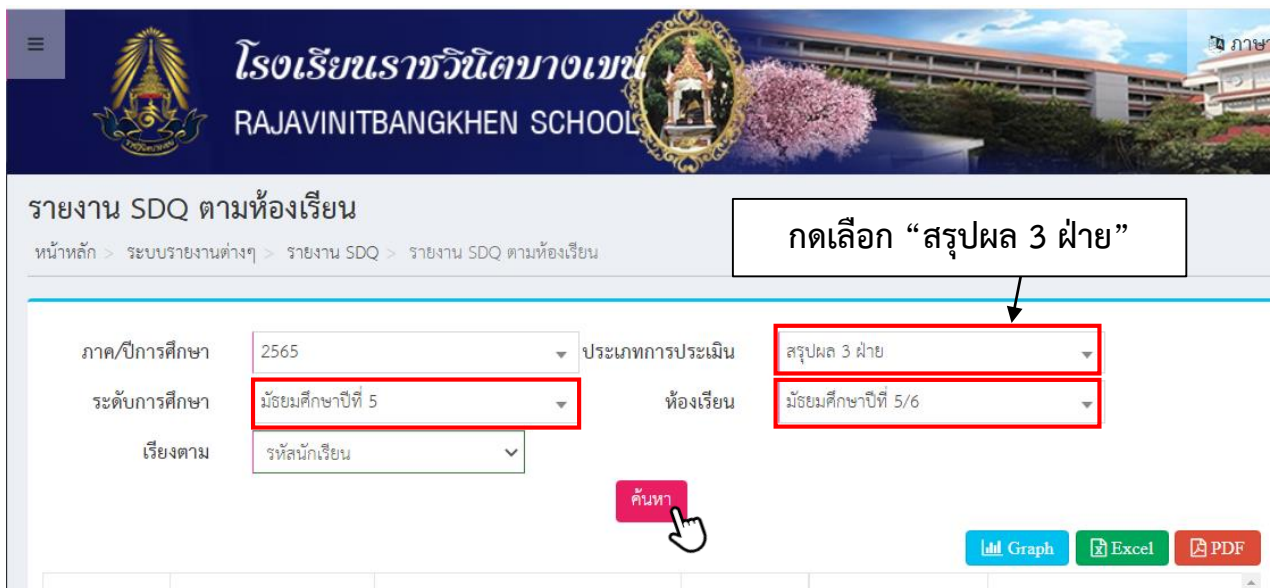 ภาษา
โรงเรียนราชวินิตบางเขน
RAJAVINITBANGKHEN SCHOOL
รายงาน SDQ ตามห้องเรียน
หน้าหลัก > ระบบรายงานต่างๆ > รายงาน SDQ > รายงาน SDQ ตามห้องเรียน
กดเลือก “สรุปผล 3 ฝ่าย”
ภาค/ปีการศึกษา 2565 ประเภทการประเมิน สรุปผล 3 ฝ่าย
ระดับการศึกษา มัธยมศึกษาปีที่ 5 ห้องเรียน มัธยมศึกษาปีที่ 5/6
เรียงตาม รหัสนักเรียน
ค้นหา
Graph Excel PDF